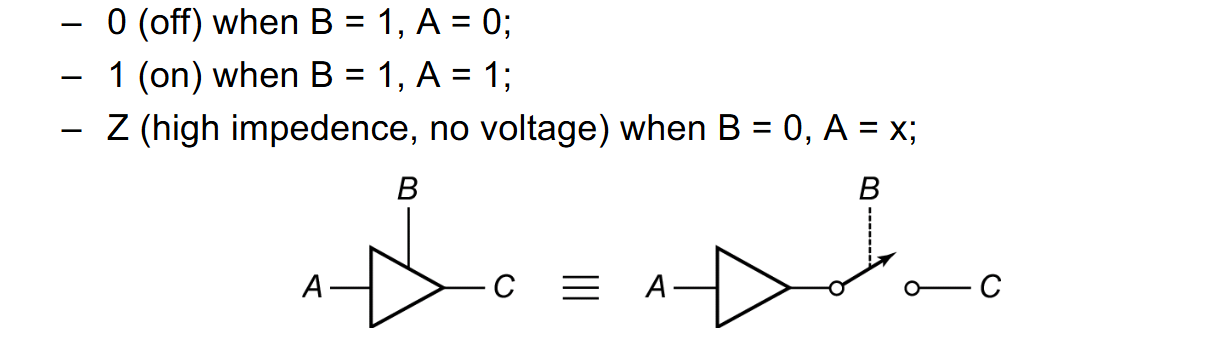 – 0 (off) when B = 1, A = 0;
– 1 (on) when B = 1, A = 1;
– Z (high impedence, no voltage) when B = 0, A = x;
B B
A C ≡ A C